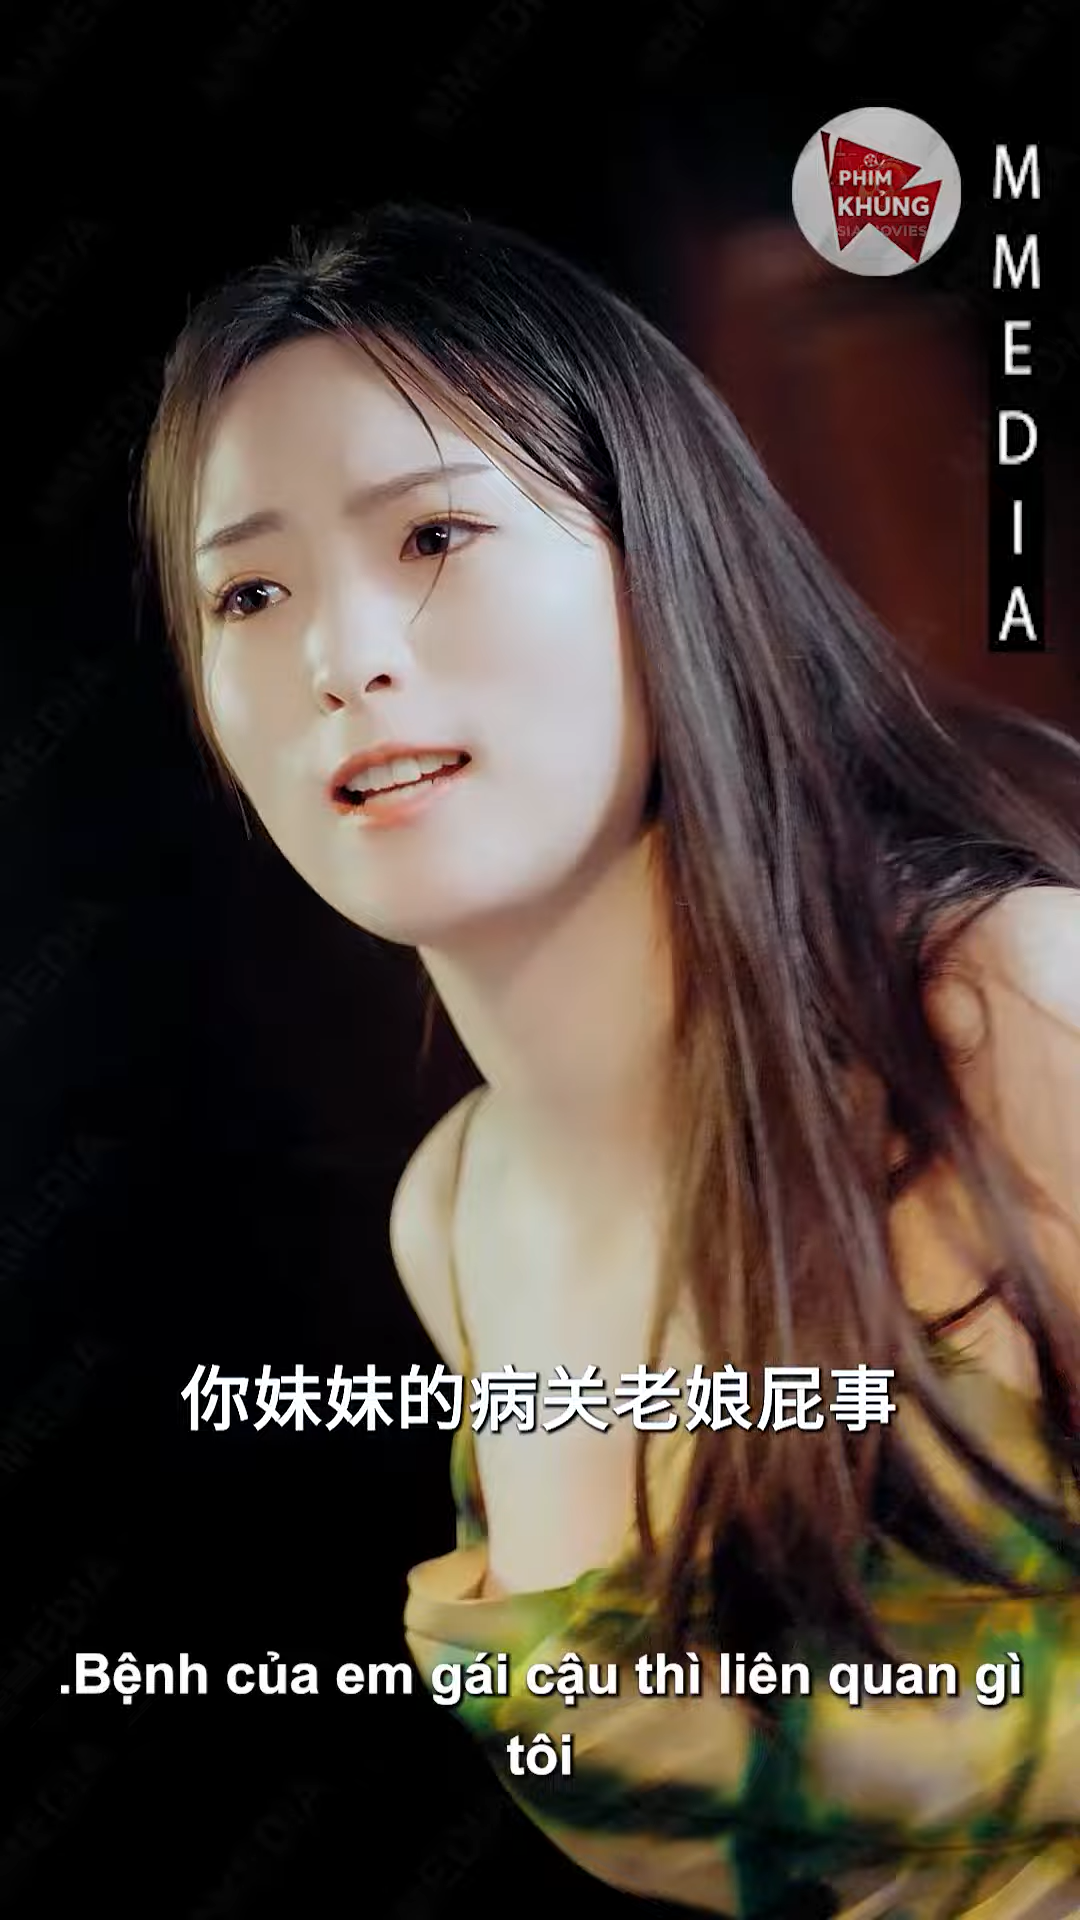 PHIM
KHỦNG
MMEDIA
你妹妹的病关老娘屁事
.Bệnh của em gái cậu thì liên quan gì
tôi